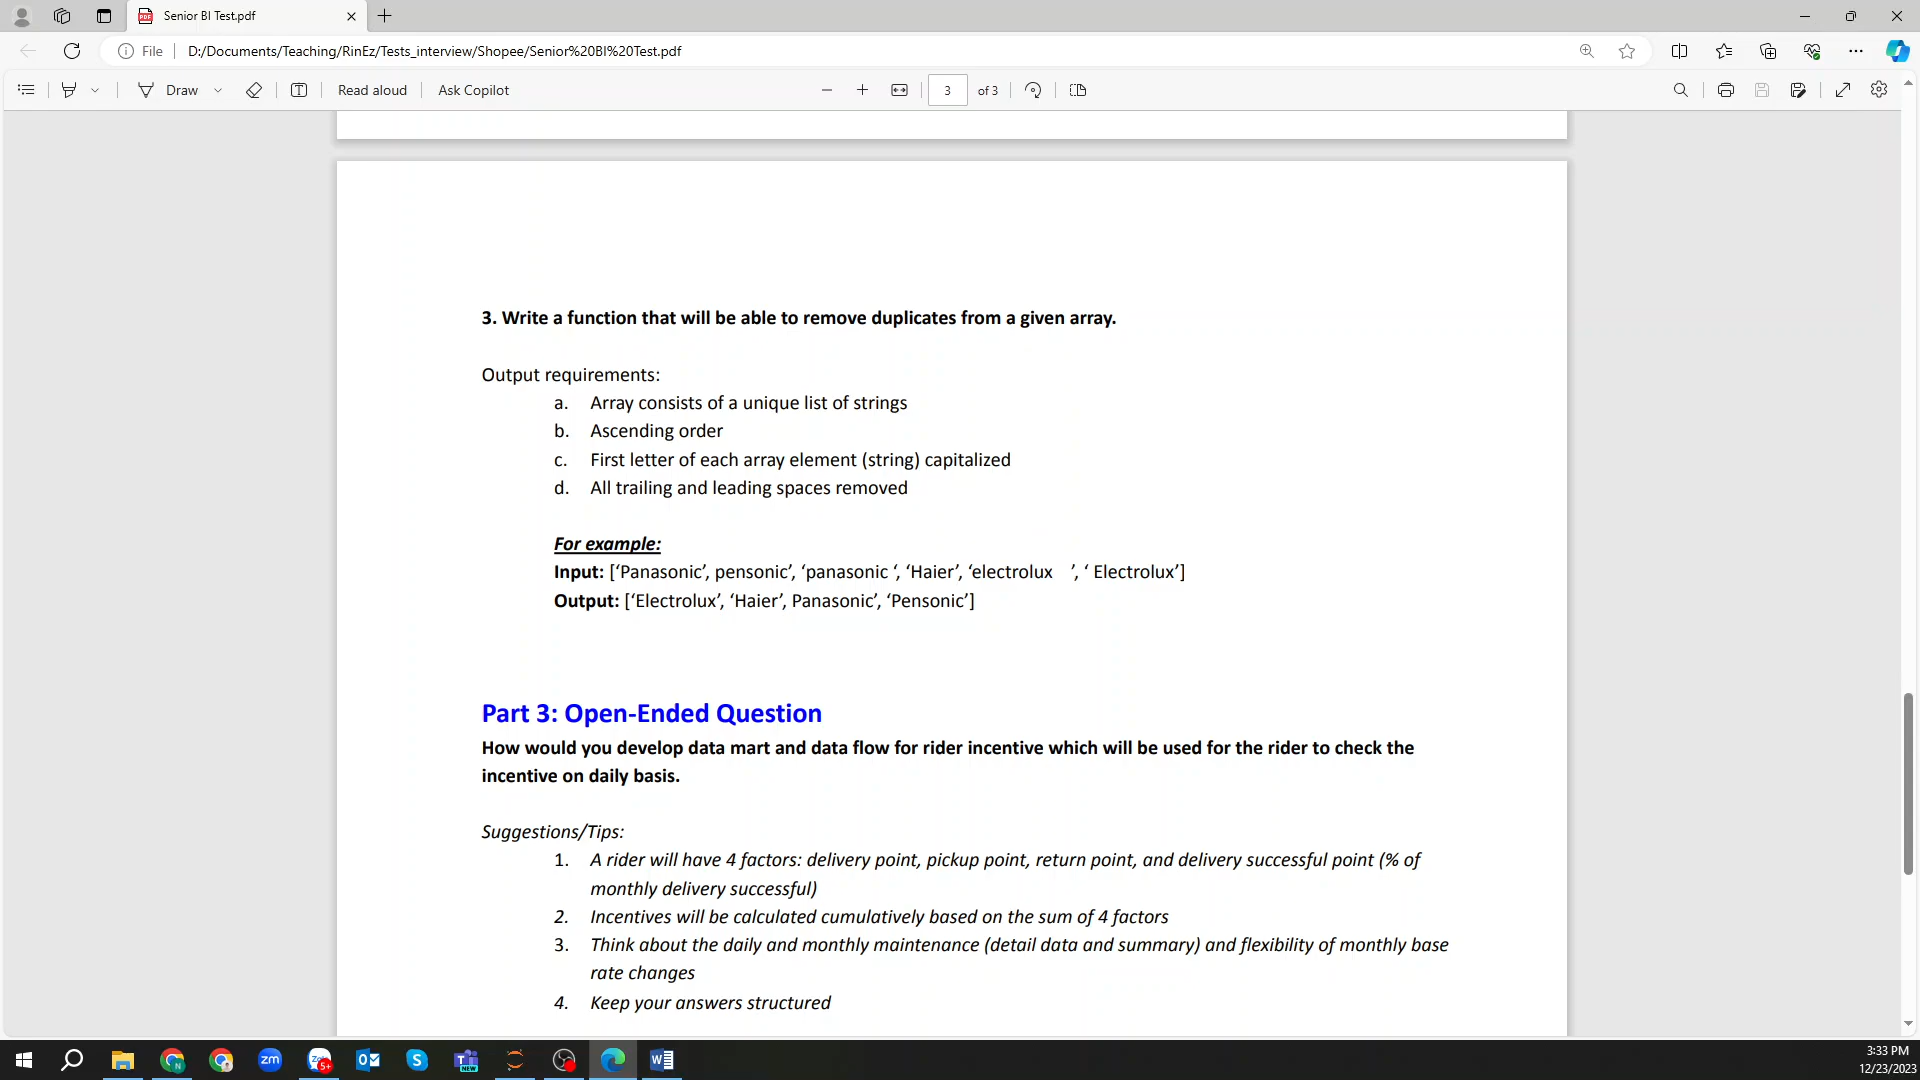 Senior BI Test.pdf
File D:/Documents/Teaching/RinEz/Tests_interview/Shopee/Senior%20BI%20Test.pdf
Draw Read aloud Ask Copilot 3 of 3
3. Write a function that will be able to remove duplicates from a given array.
Output requirements:
a. Array consists of a unique list of strings
b. Ascending order
c. First letter of each array element (string) capitalized
d. All trailing and leading spaces removed
For example:
Input: [‘Panasonic’, pensonic’, ‘panasonic ‘, ‘Haier’, ‘electrolux    ’, ‘ Electrolux’]
Output: [‘Electrolux’, ‘Haier’, Panasonic’, ‘Pensonic’]
Part 3: Open-Ended Question
How would you develop data mart and data flow for rider incentive which will be used for the rider to check the
incentive on daily basis.
Suggestions/Tips:
1. A rider will have 4 factors: delivery point, pickup point, return point, and delivery successful point (% of
monthly delivery successful)
2. Incentives will be calculated cumulatively based on the sum of 4 factors
3. Think about the daily and monthly maintenance (detail data and summary) and flexibility of monthly base
rate changes
4. Keep your answers structured
3:33 PM
12/23/2023